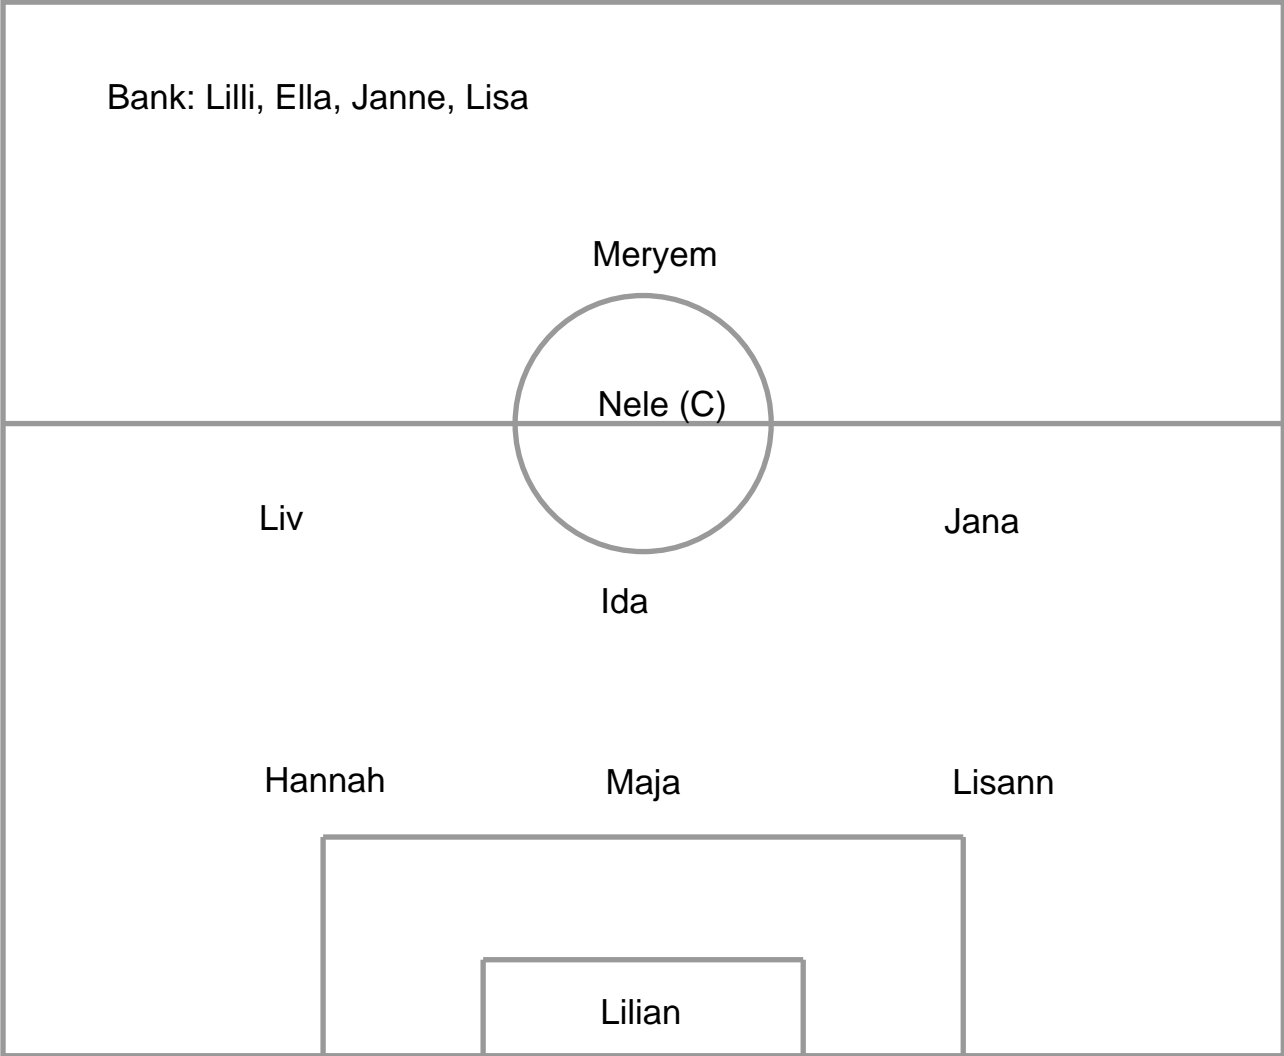 Bank: Lilli, Ella, Janne, Lisa
Meryem
Nele (C)
Liv
Jana
Ida
Hannah
Maja
Lisann
Lilian